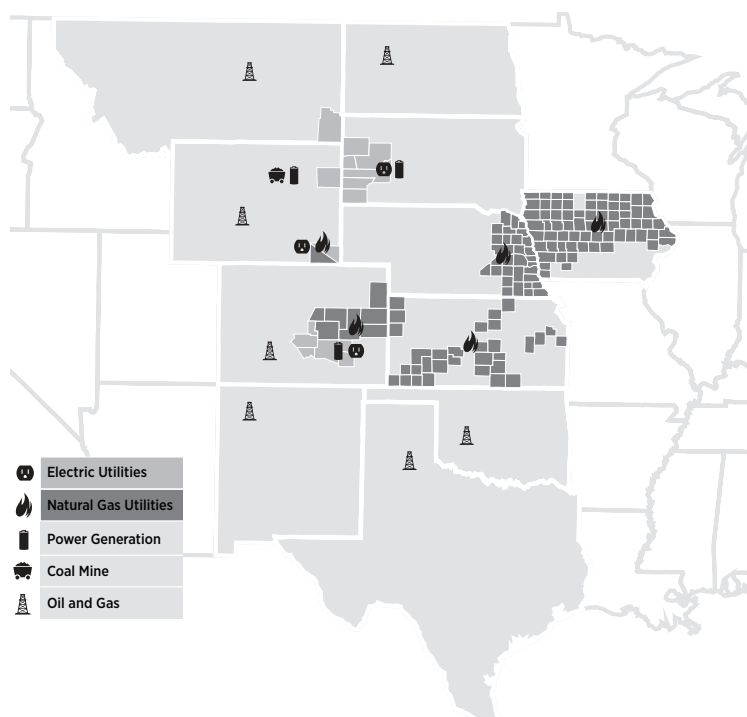 Electric Utilities
Natural Gas Utilities
Power Generation
Coal Mine
Oil and Gas